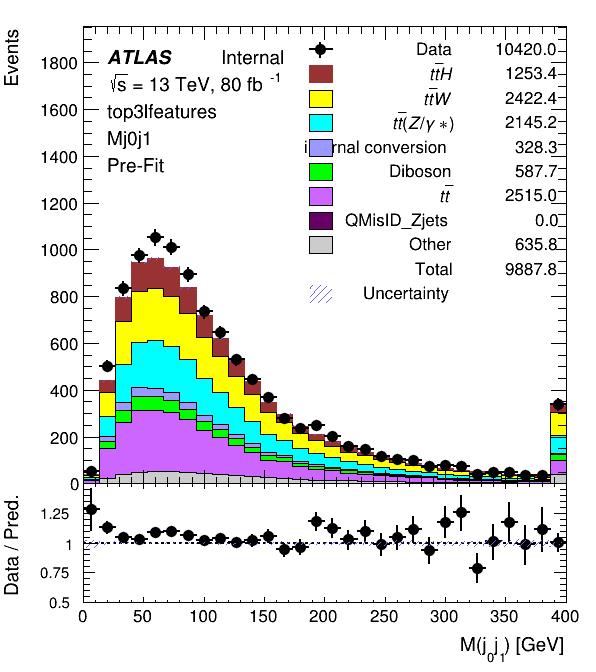 Events
ATLAS Internal
√s = 13 TeV, 80 fb⁻¹
top3lfeatures
Mj0j1
Pre-Fit
Data 10420.0
tt̄H 1253.4
tt̄W 2422.4
tt̄(Z/γ*) 2145.2
internal conversion 328.3
Diboson 587.7
tt̄ 2515.0
QMisID_Zjets 0.0
Other 635.8
Total 9887.8
Uncertainty
1800
1600
1400
1200
1000
800
600
400
200
0
Data / Pred.
1.25
1
0.75
0.5
0 50 100 150 200 250 300 350 400
M(j₀j₁) [GeV]